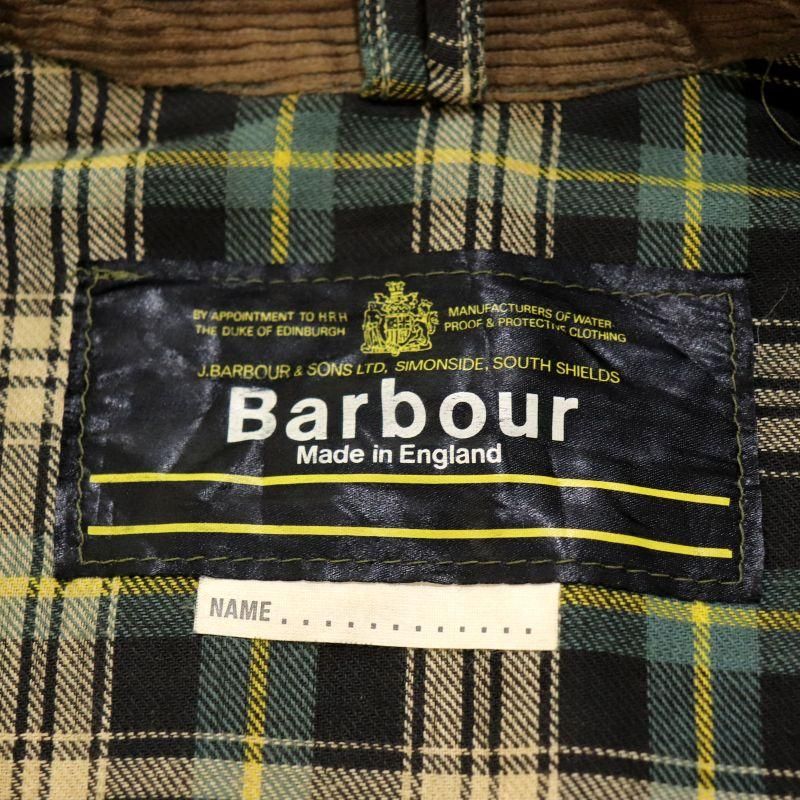 BY APPOINTMENT TO H.R.H
THE DUKE OF EDINBURGH
MANUFACTURERS OF WATER-
PROOF & PROTECTIVE CLOTHING
J. BARBOUR & SONS LTD, SIMONSIDE, SOUTH SHIELDS
Barbour
Made in England
NAME ............